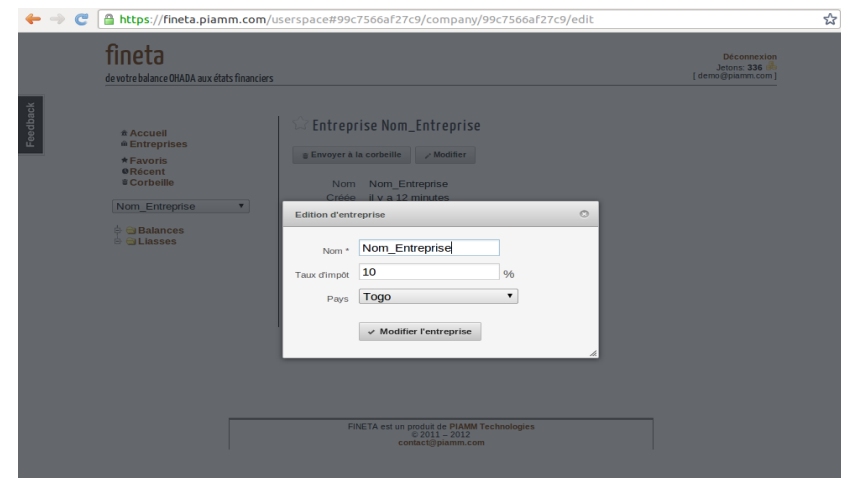 https://fineta.piamm.com/userspace#99c7566af27c9/company/99c7566af27c9/edit
fineta
de votre balance OHADA aux états financiers
Déconnexion
Jetons: 336
[ demo@piamm.com ]
Feedback
Accueil
Entreprises
Favoris
Récent
Corbeille
Nom_Entreprise
Balances
Liasses
Entreprise Nom_Entreprise
Envoyer à la corbeille
Modifier
Nom Nom_Entreprise
Créée il y a 12 minutes
Edition d'entreprise
Nom * Nom_Entreprise
Taux d'impôt 10 %
Pays Togo
Modifier l'entreprise
FINETA est un produit de PIAMM Technologies
© 2011 – 2012
contact@piamm.com